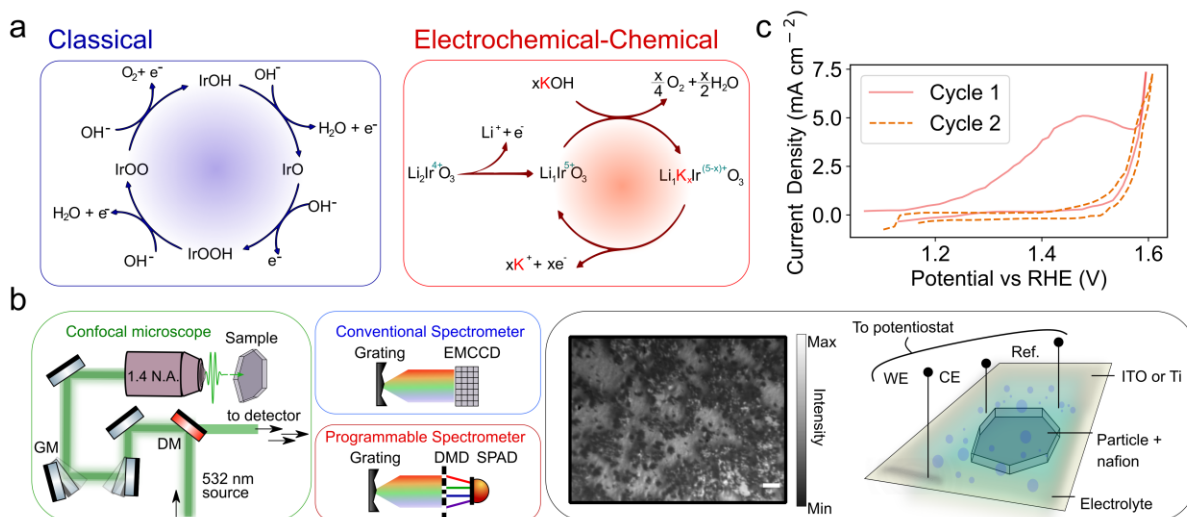 a
Classical
O₂+ e⁻
IrOH
OH⁻
H₂O + e⁻
IrO
OH⁻
e⁻
IrOOH
OH⁻
H₂O + e⁻
IrOO
OH⁻
Electrochemical-Chemical
xKOH
x/4 O₂ + x/2 H₂O
Li⁺ + e⁻
Li₂Ir⁴⁺O₃
Li₁Ir⁵⁺O₃
Li₁KₓIr⁽⁵⁻ˣ⁾⁺O₃
xK⁺ + xe⁻
c
Current Density (mA cm⁻²)
7.5
5.0
2.5
0.0
Cycle 1
Cycle 2
1.2
1.4
1.6
Potential vs RHE (V)
b
Confocal microscope
Sample
1.4 N.A.
to detector
GM
DM
532 nm
source
Conventional Spectrometer
Grating
EMCCD
Programmable Spectrometer
Grating
DMD
SPAD
Max
Intensity
Min
To potentiostat
WE
CE
Ref.
ITO or Ti
Particle +
nafion
Electrolyte